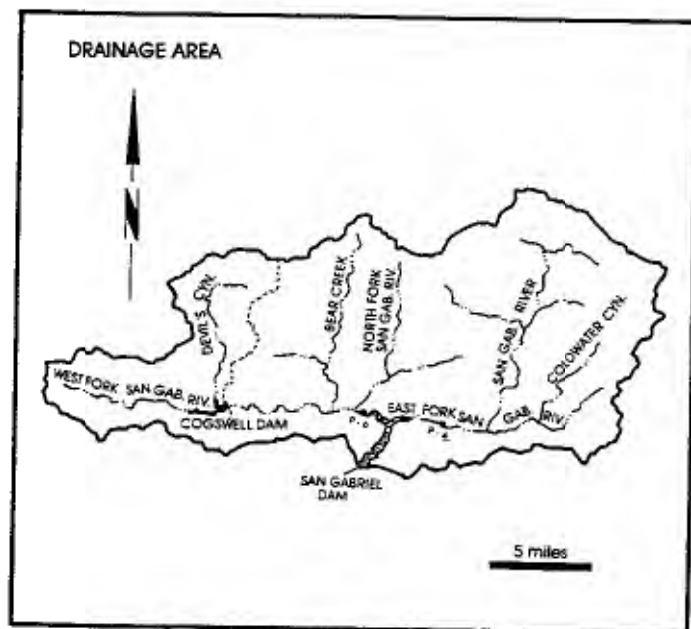 DRAINAGE AREA
N
DEVIL'S CYN.
BEAR CREEK
NORTH FORK
SAN GAB. RIV.
SAN GAB. RIVER
COLDWATER CYN.
WEST FORK SAN GAB. RIV.
COGSWELL DAM
EAST FORK SAN GAB. RIV.
SAN GABRIEL
DAM
5 miles